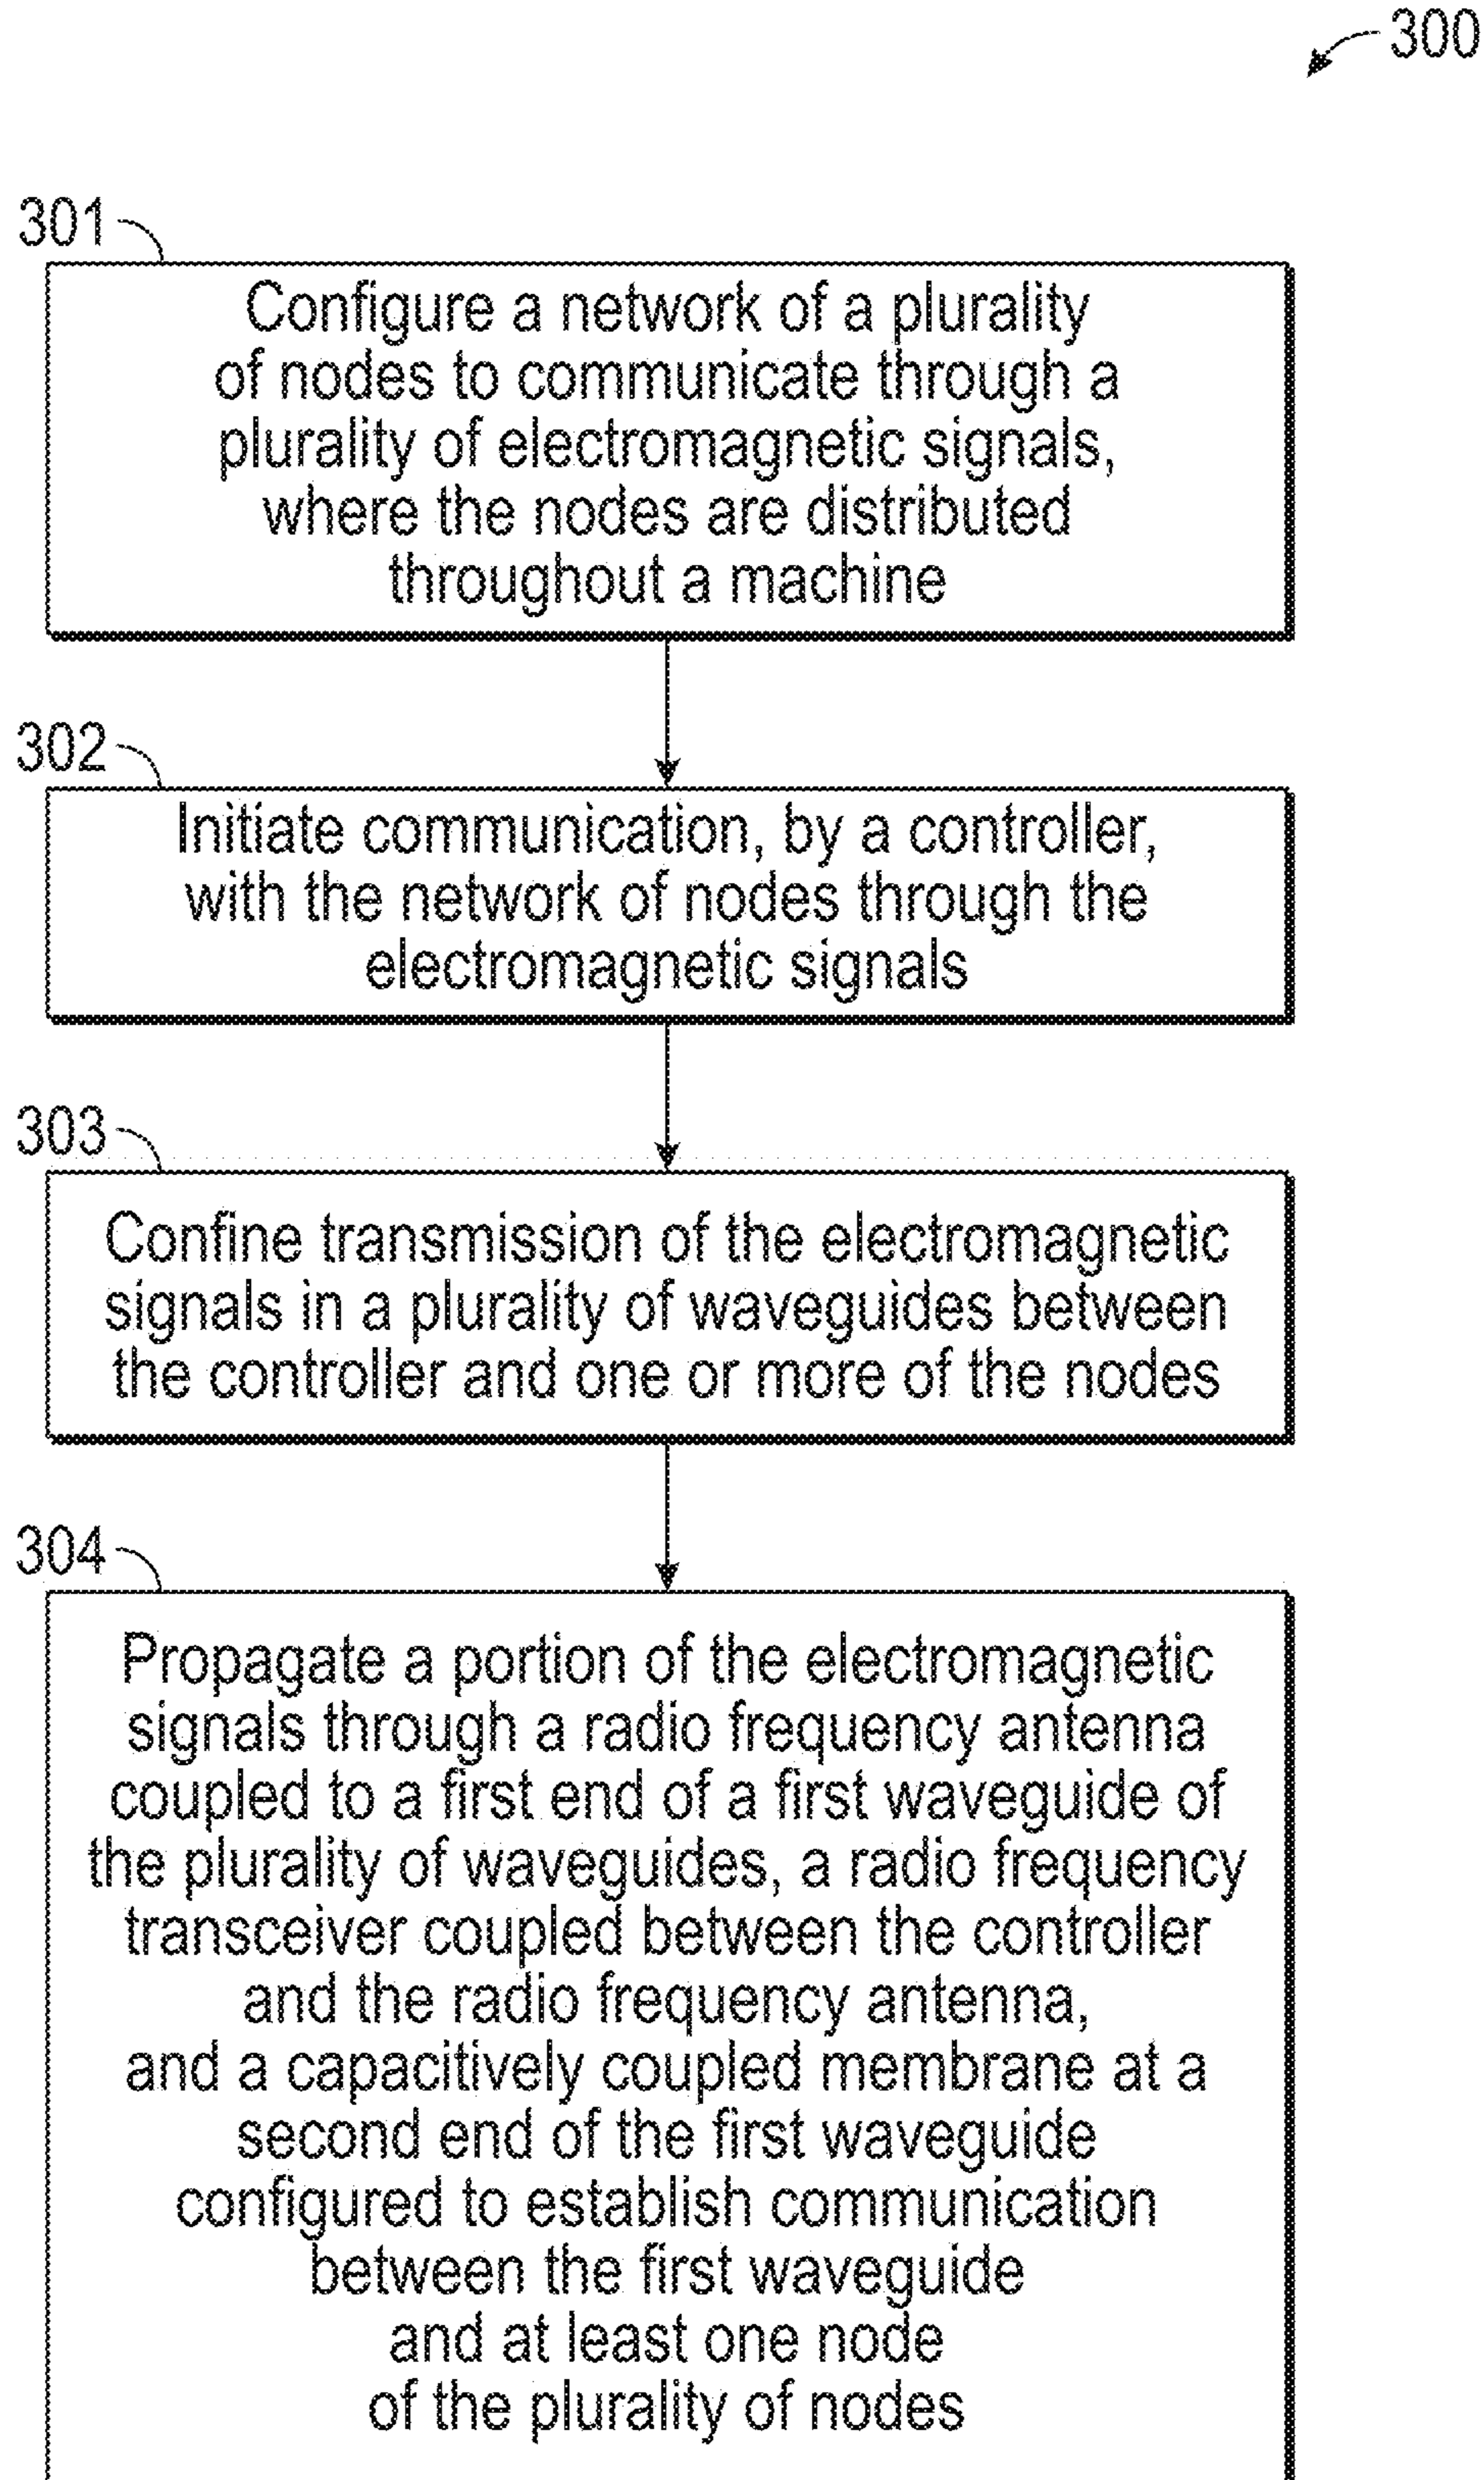 300
301
Configure a network of a plurality
of nodes to communicate through a
plurality of electromagnetic signals,
where the nodes are distributed
throughout a machine
302
Initiate communication, by a controller,
with the network of nodes through the
electromagnetic signals
303
Confine transmission of the electromagnetic
signals in a plurality of waveguides between
the controller and one or more of the nodes
304
Propagate a portion of the electromagnetic
signals through a radio frequency antenna
coupled to a first end of a first waveguide of
the plurality of waveguides, a radio frequency
transceiver coupled between the controller
and the radio frequency antenna,
and a capacitively coupled membrane at a
second end of the first waveguide
configured to establish communication
between the first waveguide
and at least one node
of the plurality of nodes